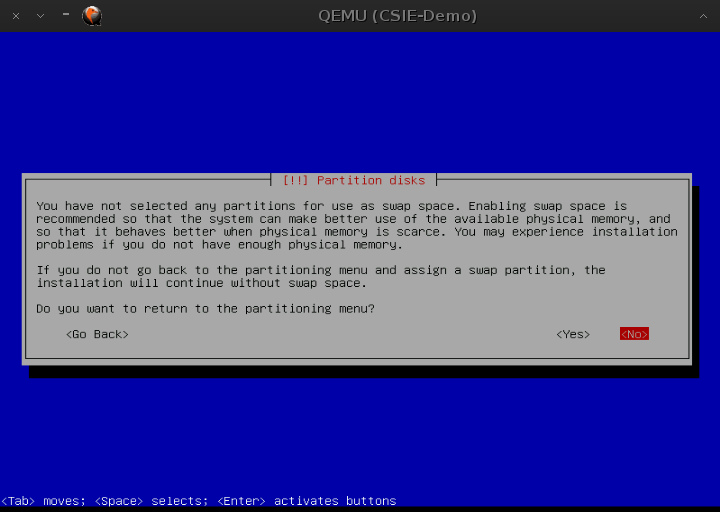 QEMU (CSIE-Demo)
[!!] Partition disks
You have not selected any partitions for use as swap space. Enabling swap space is
recommended so that the system can make better use of the available physical memory, and
so that it behaves better when physical memory is scarce. You may experience installation
problems if you do not have enough physical memory.
If you do not go back to the partitioning menu and assign a swap partition, the
installation will continue without swap space.
Do you want to return to the partitioning menu?
<Go Back> <Yes> <No>
<Tab> moves; <Space> selects; <Enter> activates buttons